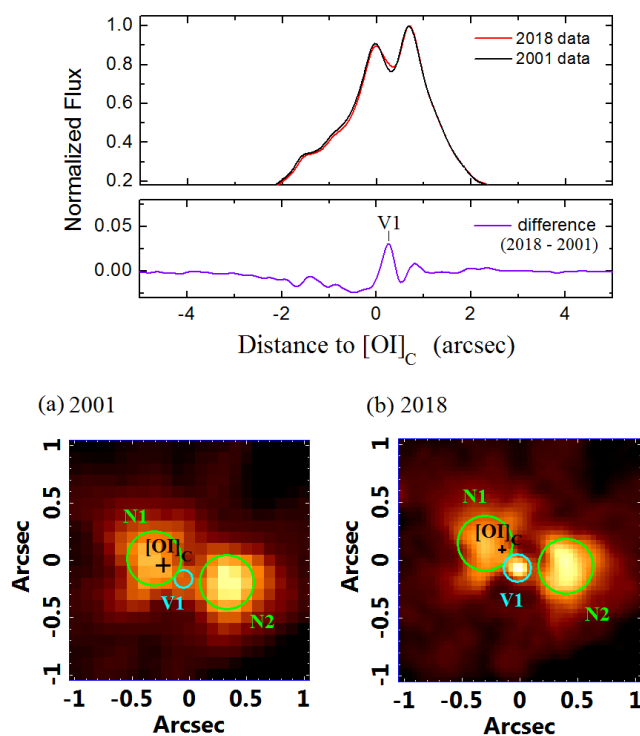 1.0
0.8
0.6
0.4
0.2
Normalized Flux
2018 data
2001 data
0.05
0.00
V1
difference
(2018 - 2001)
-4 -2 0 2 4
Distance to [OI]C (arcsec)
(a) 2001
(b) 2018
1
0.5
0
-0.5
-1
Arcsec
N1
[OI]C
V1
N2
-1 -0.5 0 0.5 1
Arcsec
1
0.5
0
-0.5
-1
Arcsec
N1
[OI]C
V1
N2
-1 -0.5 0 0.5 1
Arcsec